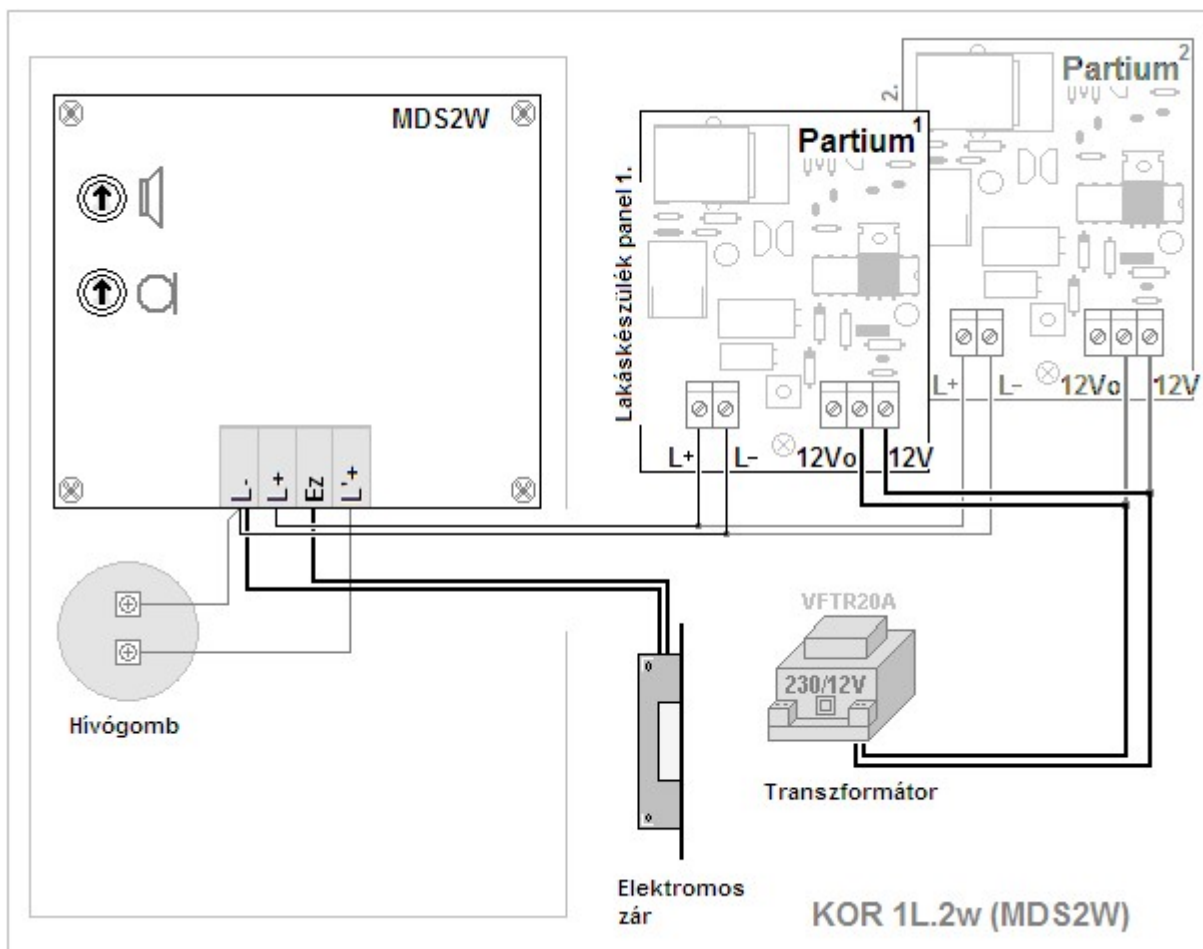 MDS2W
L-
L+
Ez
L'+
Hívógomb
Lakáskészülék panel 1.
Partium1
L+
L-
12Vo
12V
2.
Partium2
L+
L-
12Vo
12V
VFTR20A
230/12V
Transzformátor
Elektromos
zár
KOR 1L.2w (MDS2W)